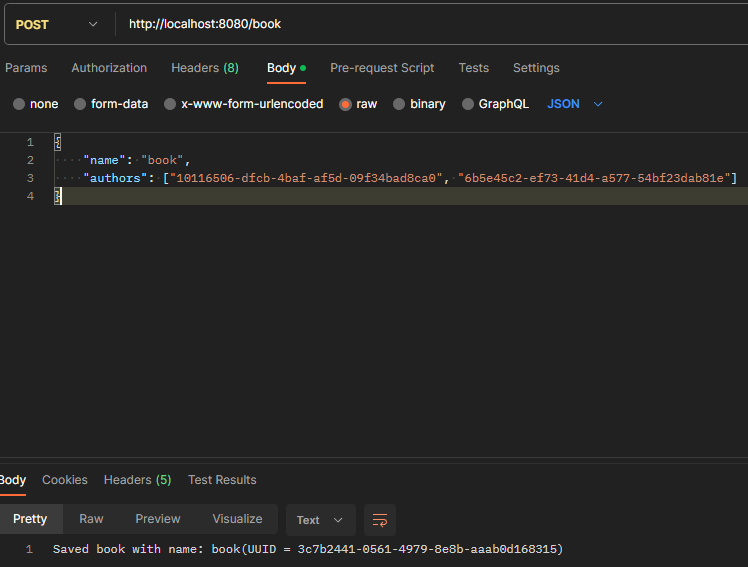 POST http://localhost:8080/book
Params Authorization Headers (8) Body Pre-request Script Tests Settings
none form-data x-www-form-urlencoded raw binary GraphQL JSON
1 {
2 ····"name":·"book",
3 ····"authors":·["10116506-dfcb-4baf-af5d-09f34bad8ca0",·"6b5e45c2-ef73-41d4-a577-54bf23dab81e"]
4 }
Body Cookies Headers (5) Test Results
Pretty Raw Preview Visualize Text
1 Saved book with name: book(UUID = 3c7b2441-0561-4979-8e8b-aaab0d168315)